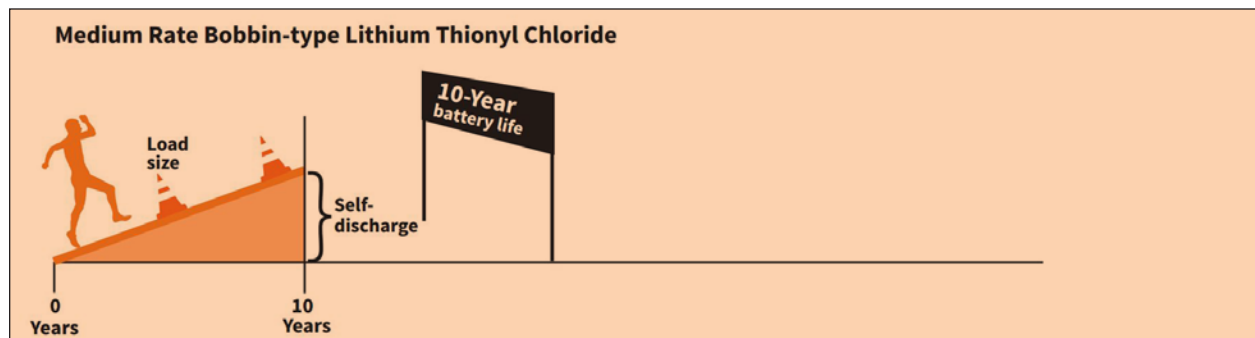 Medium Rate Bobbin-type Lithium Thionyl Chloride
10-Year
battery life
Load
size
Self-
discharge
0
Years
10
Years